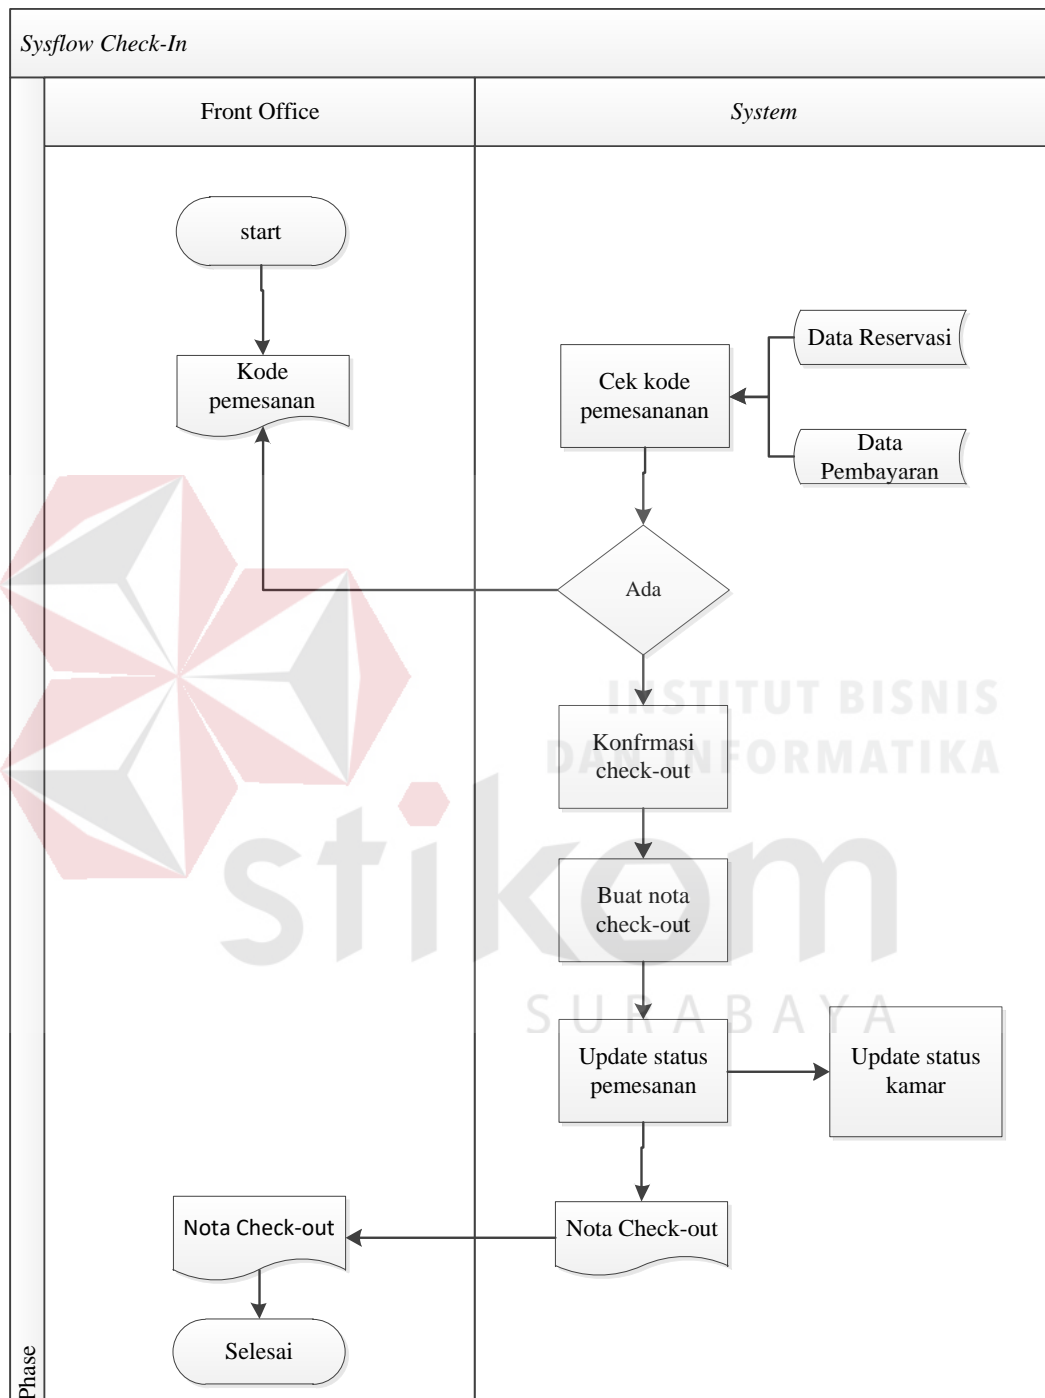 Sysflow Check-In
Front Office
System
start
Kode
pemesanan
Cek kode
pemesananan
Data Reservasi
Data
Pembayaran
Ada
INSTITUT BISNIS
DAN INFORMATIKA
Konfrmasi
check-out
stikom
Buat nota
check-out
SURABAYA
Update status
pemesanan
Update status
kamar
Nota Check-out
Nota Check-out
Selesai
Phase